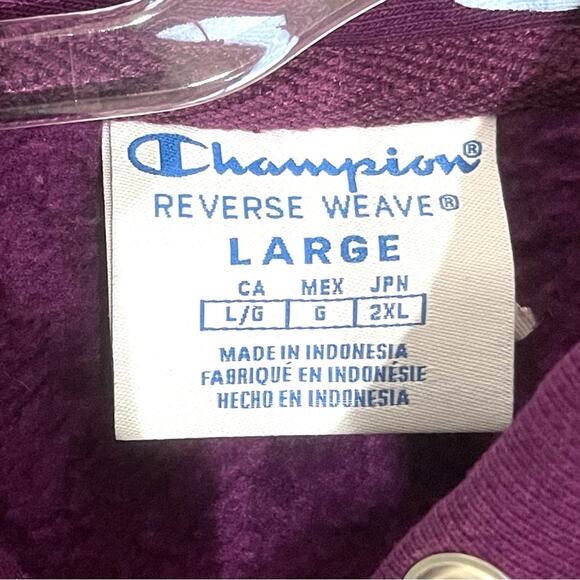 Champion®
REVERSE WEAVE®
LARGE
CA MEX JPN
L/G G 2XL
MADE IN INDONESIA
FABRIQUÉ EN INDONÉSIE
HECHO EN INDONESIA